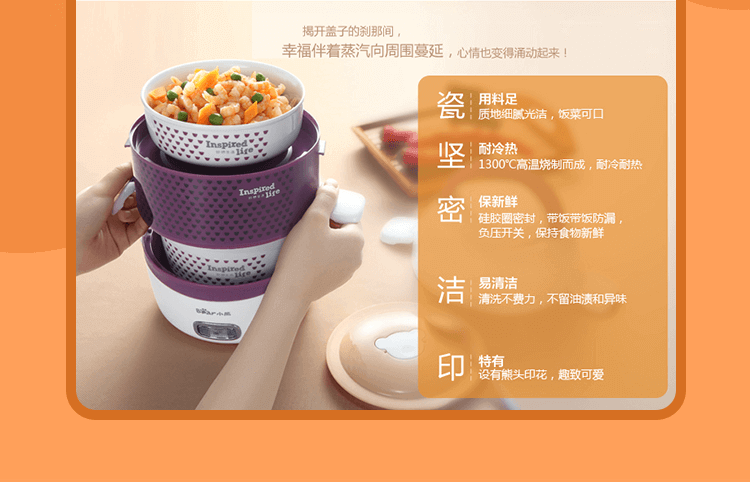 揭开盖子的刹那间，
幸福伴着蒸汽向周围蔓延，心情也变得涌动起来！
瓷
用料足
质地细腻光洁，饭菜可口
坚
耐冷热
1300℃高温烧制而成，耐冷耐热
密
保新鲜
硅胶圈密封，带饭带饭防漏，
负压开关，保持食物新鲜
洁
易清洁
清洗不费力，不留油渍和异味
印
特有
设有熊头印花，趣致可爱
Inspired
life
Inspired
life
Inspired
life
Bear 小熊